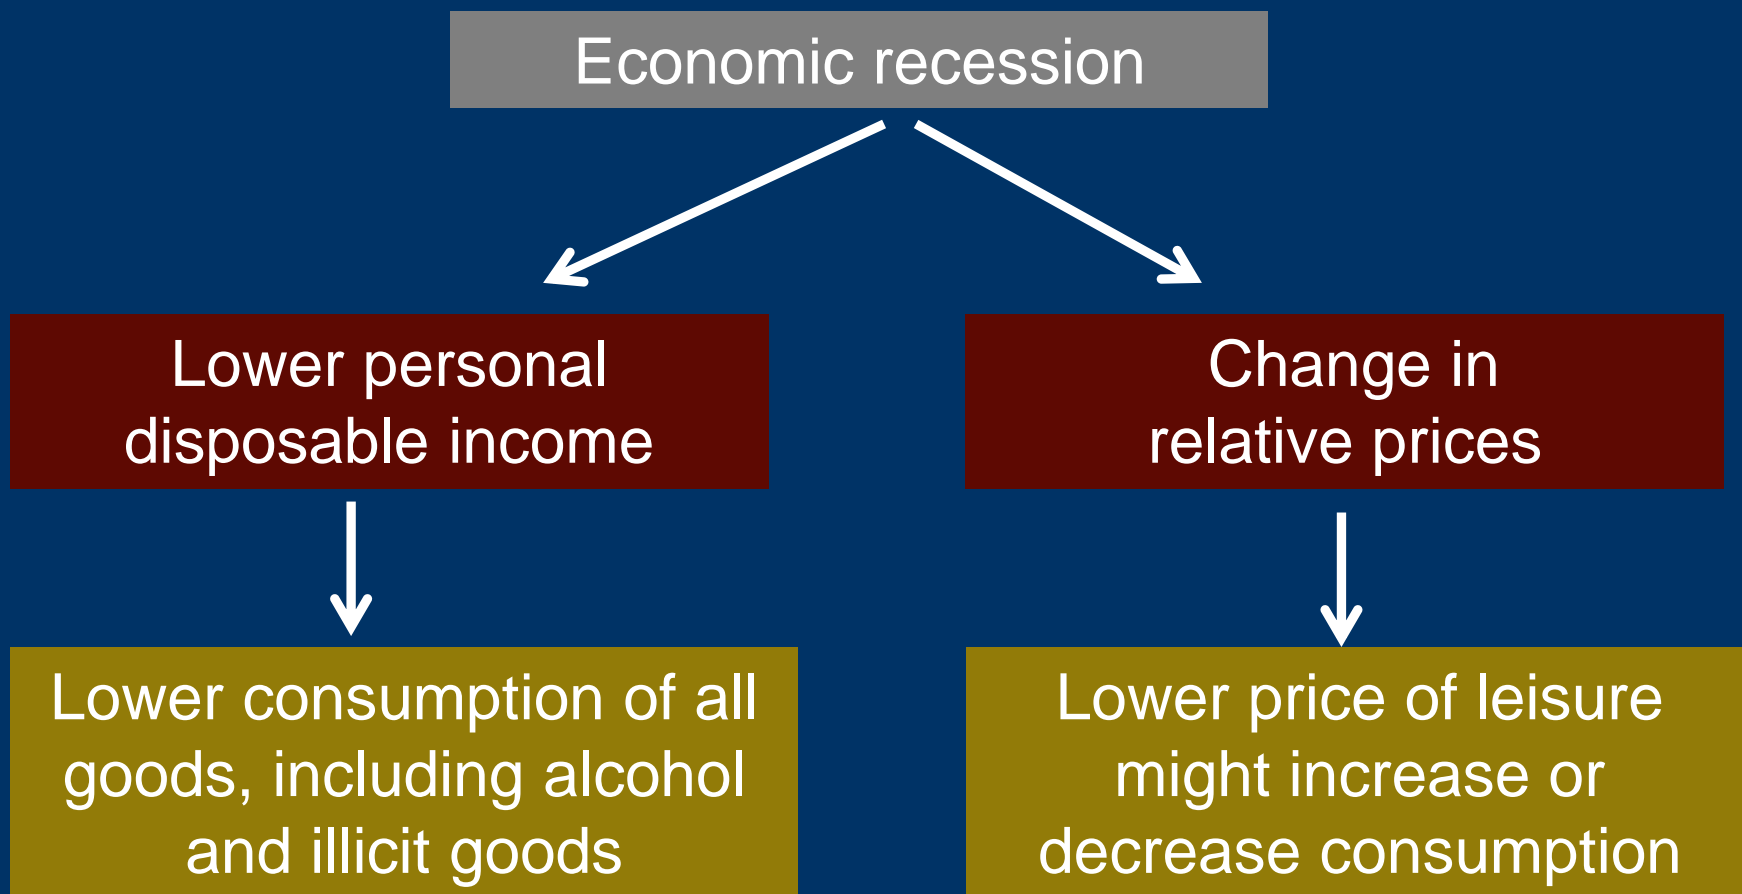 Economic recession
Lower personal
disposable income
Change in
relative prices
Lower consumption of all
goods, including alcohol
and illicit goods
Lower price of leisure
might increase or
decrease consumption